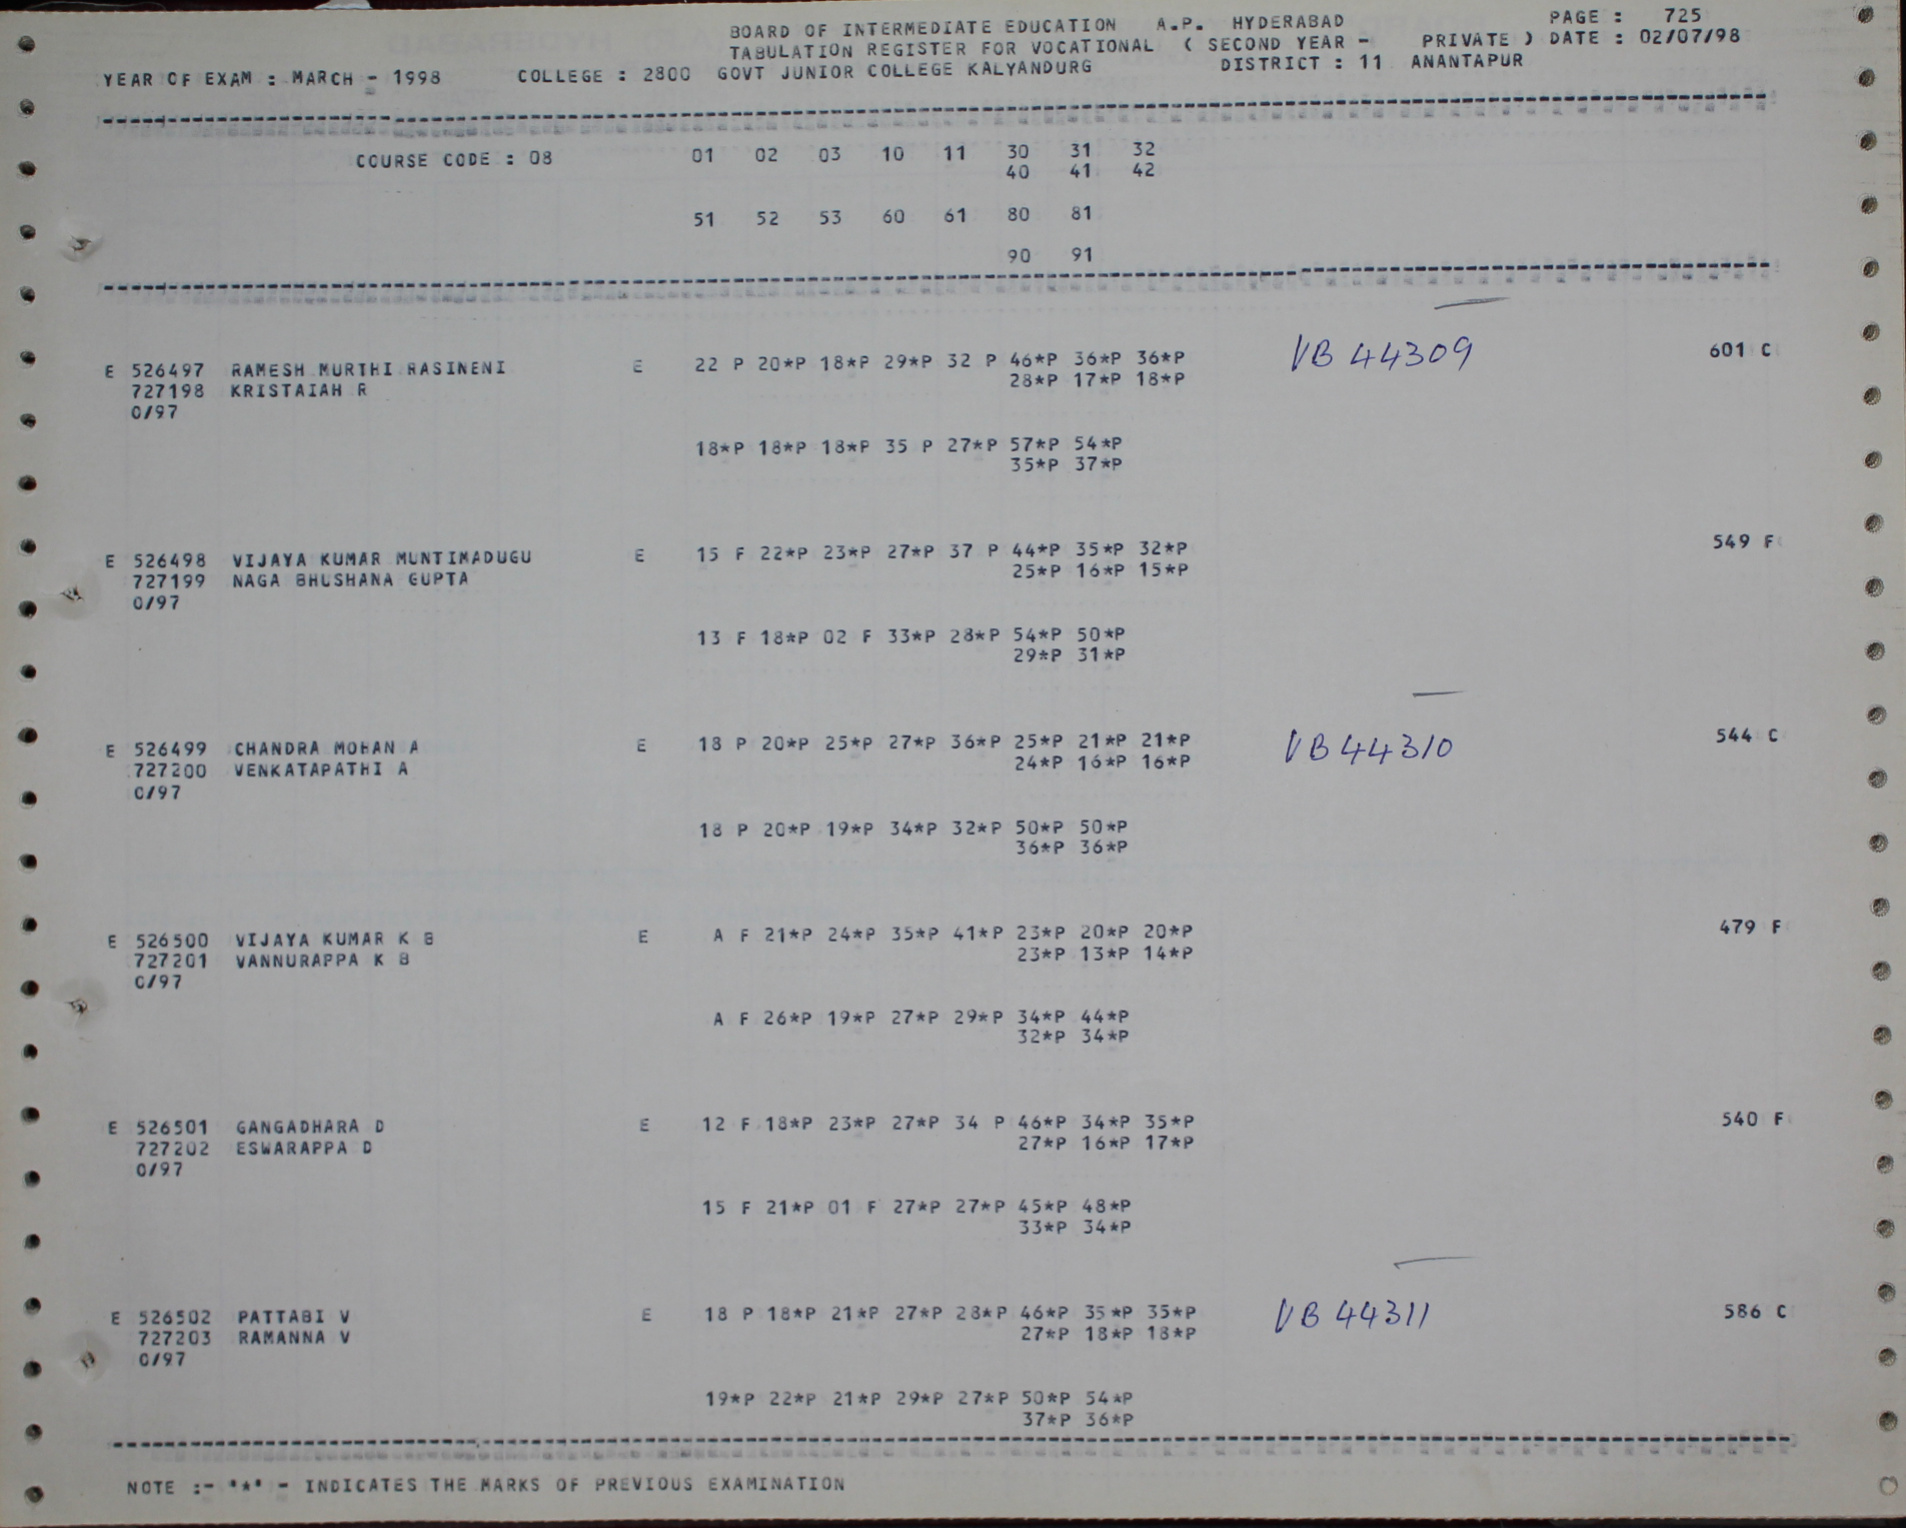 BOARD OF INTERMEDIATE EDUCATION A.P. HYDERABAD PAGE : 725
TABULATION REGISTER FOR VOCATIONAL ( SECOND YEAR - PRIVATE ) DATE : 02/07/98
YEAR OF EXAM : MARCH - 1998 COLLEGE : 2800 GOVT JUNIOR COLLEGE KALYANDURG DISTRICT : 11 ANANTAPUR
COURSE CODE : 08 01 02 03 10 11 30 31 32
40 41 42
51 52 53 60 61 80 81
90 91
E 526497 RAMESH MURTHI RASINENI E 22 P 20*P 18*P 29*P 32 P 46*P 36*P 36*P VB 44309 601 C
727198 KRISTAIAH R 28*P 17*P 18*P
0/97
18*P 18*P 18*P 35 P 27*P 57*P 54*P
35*P 37*P
E 526498 VIJAYA KUMAR MUNTIMADUGU E 15 F 22*P 23*P 27*P 37 P 44*P 35*P 32*P 549 F
727199 NAGA BHUSHANA GUPTA 25*P 16*P 15*P
0/97
13 F 18*P 02 F 33*P 28*P 54*P 50*P
29*P 31*P
E 526499 CHANDRA MOHAN A E 18 P 20*P 25*P 27*P 36*P 25*P 21*P 21*P VB 44310 544 C
727200 VENKATAPATHI A 24*P 16*P 16*P
0/97
18 P 20*P 19*P 34*P 32*P 50*P 50*P
36*P 36*P
E 526500 VIJAYA KUMAR K B E A F 21*P 24*P 35*P 41*P 23*P 20*P 20*P 479 F
727201 VANNURAPPA K B 23*P 13*P 14*P
0/97
A F 26*P 19*P 27*P 29*P 34*P 44*P
32*P 34*P
E 526501 GANGADHARA D E 12 F 18*P 23*P 27*P 34 P 46*P 34*P 35*P 540 F
727202 ESWARAPPA D 27*P 16*P 17*P
0/97
15 F 21*P 01 F 27*P 27*P 45*P 48*P
33*P 34*P
E 526502 PATTABI V E 18 P 18*P 21*P 27*P 28*P 46*P 35*P 35*P VB 44311 586 C
727203 RAMANNA V 27*P 18*P 18*P
0/97
19*P 22*P 21*P 29*P 27*P 50*P 54*P
37*P 36*P
NOTE :- "*" - INDICATES THE MARKS OF PREVIOUS EXAMINATION